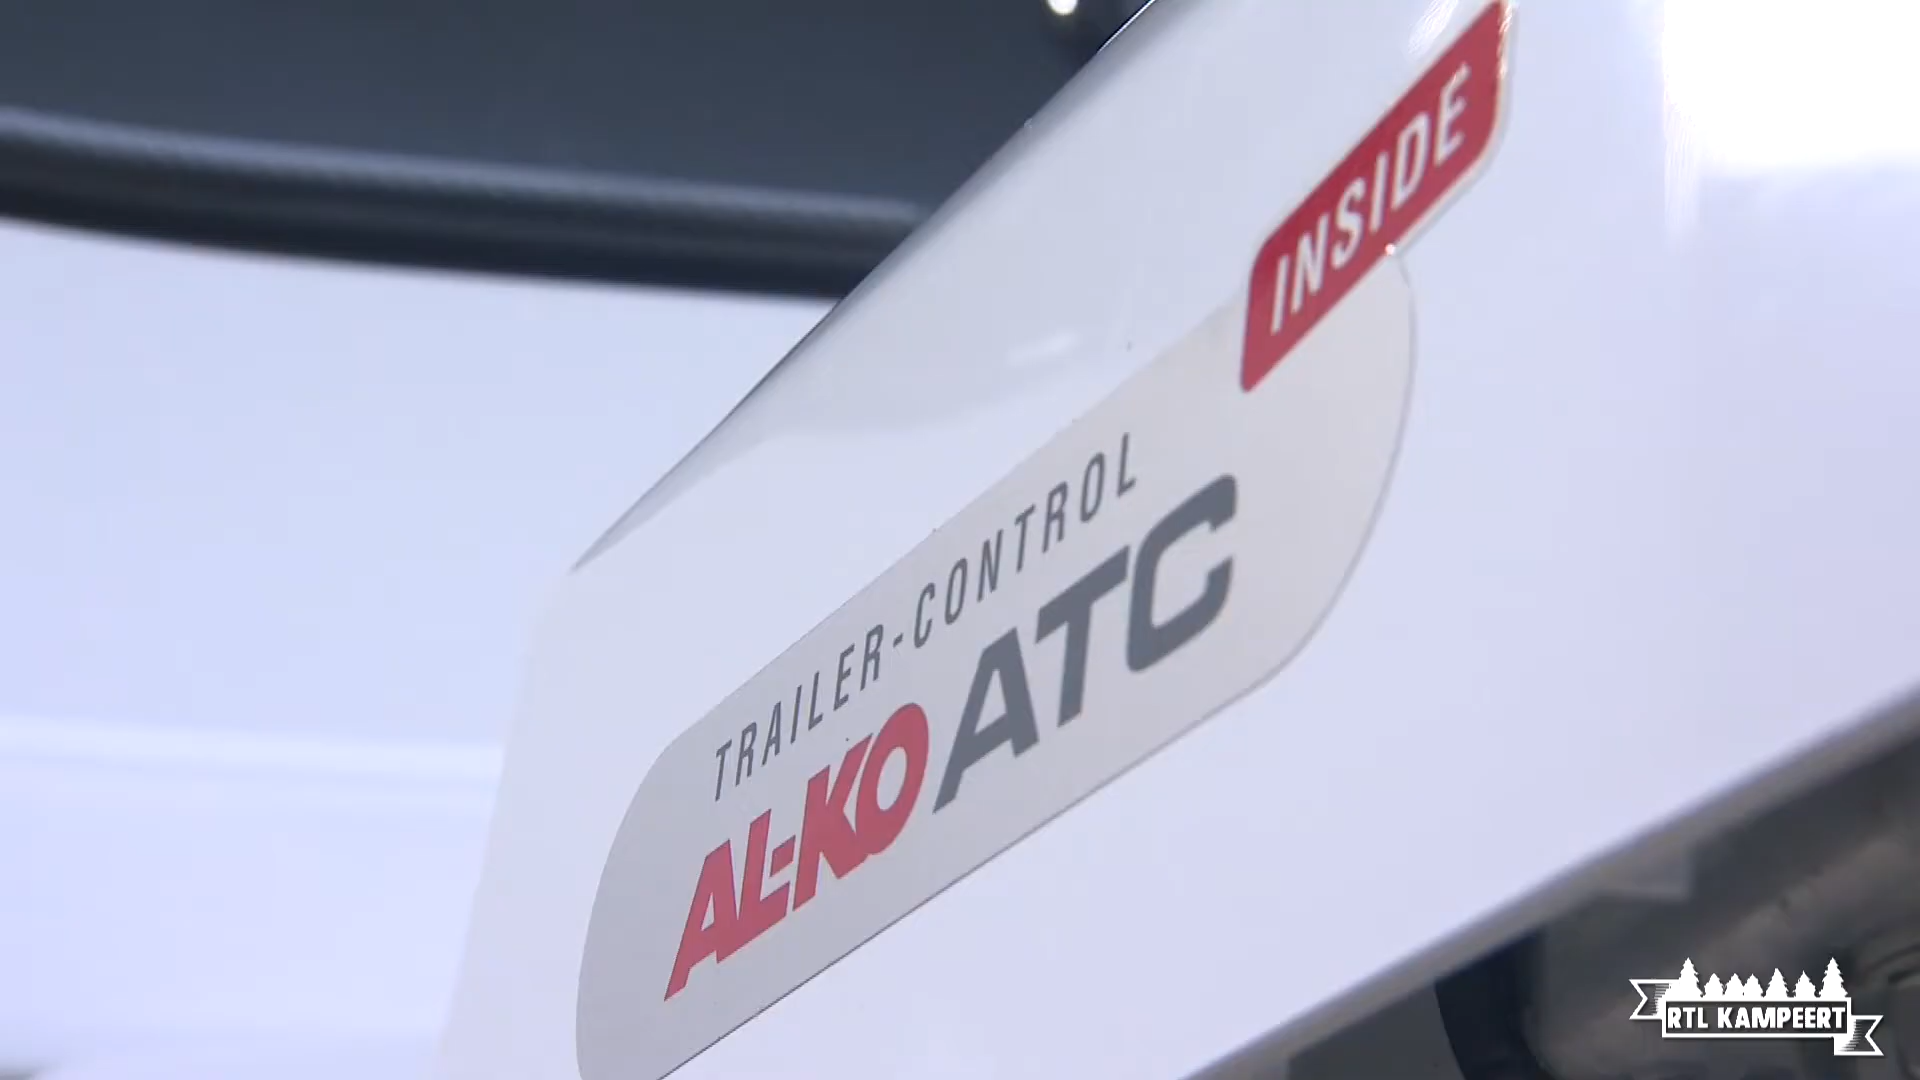 INSIDE
TRAILER-CONTROL
AL-KO ATC
RTL KAMPEERT